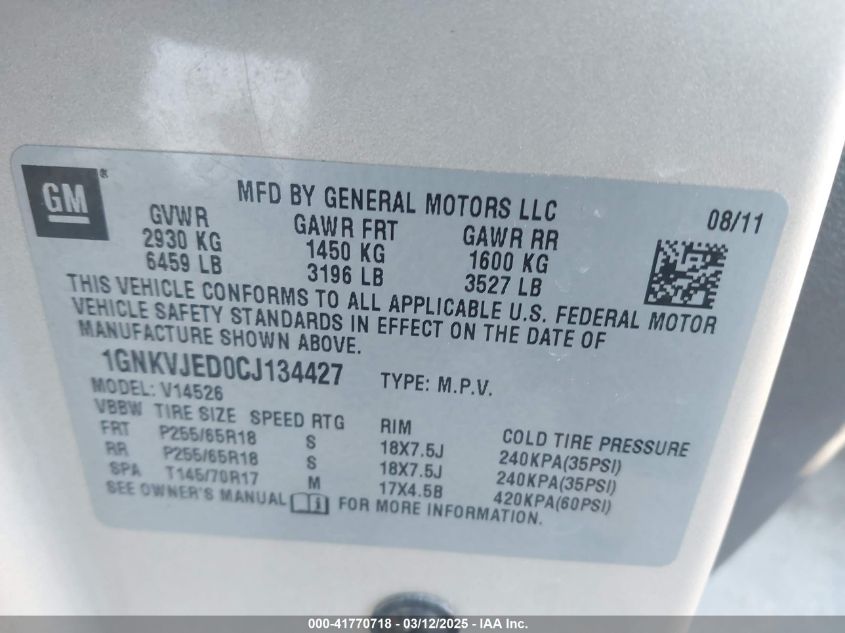 GM®
MFD BY GENERAL MOTORS LLC 08/11
GVWR GAWR FRT GAWR RR
2930 KG 1450 KG 1600 KG
6459 LB 3196 LB 3527 LB
THIS VEHICLE CONFORMS TO ALL APPLICABLE U.S. FEDERAL MOTOR
VEHICLE SAFETY STANDARDS IN EFFECT ON THE DATE OF
MANUFACTURE SHOWN ABOVE.
1GNKVJED0CJ134427 TYPE: M.P.V.
MODEL: V14526
VBBW TIRE SIZE SPEED RTG RIM COLD TIRE PRESSURE
FRT P255/65R18 S 18X7.5J 240KPA(35PSI)
RR P255/65R18 S 18X7.5J 240KPA(35PSI)
SPA T145/70R17 M 17X4.5B 420KPA(60PSI)
SEE OWNER'S MANUAL FOR MORE INFORMATION.
000-41770718 - 03/12/2025 - IAA Inc.